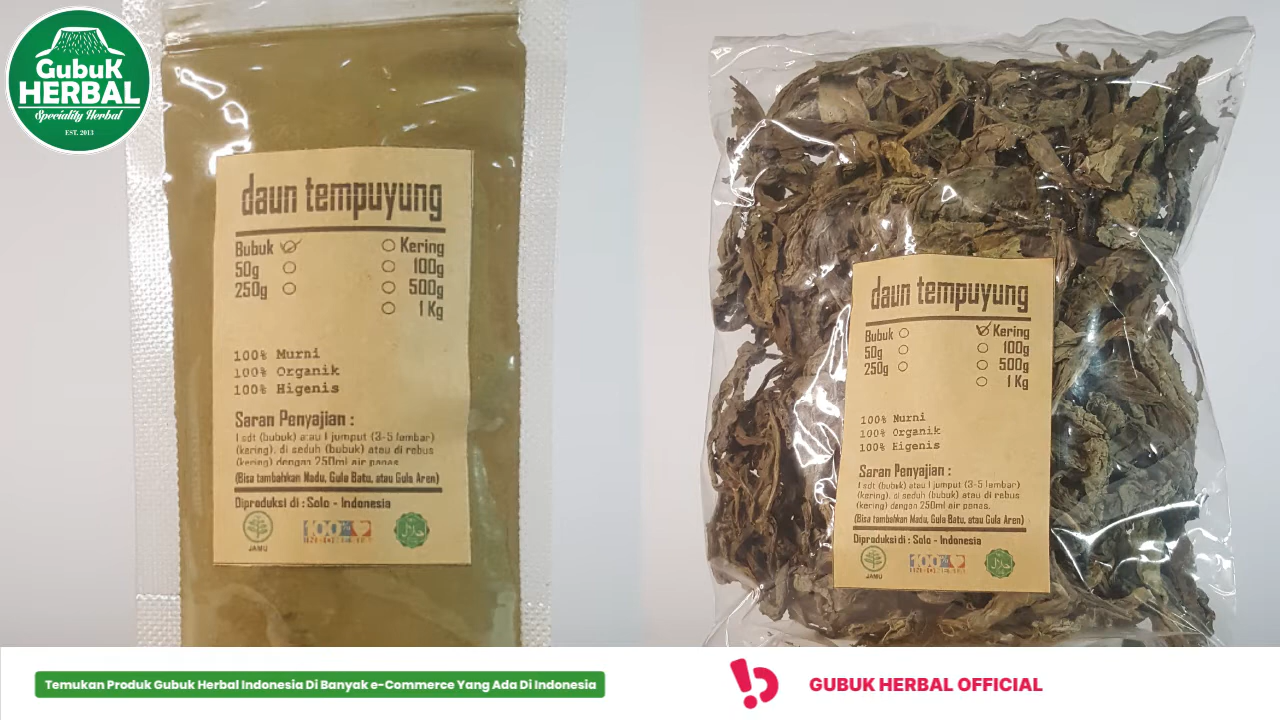 GubuK
HERBAL
Speciality Herbal
EST. 2013
daun tempuyung
Bubuk Kering
50g 100g
250g 500g
1 Kg
100% Murni
100% Organik
100% Higenis
Saran Penyajian :
1 sdt (bubuk) atau 1 jumput (3-5 lembar)
(kering), di seduh (bubuk) atau di rebus
(kering) dengan 250ml air panas
(Bisa tambahkan Madu, Gula Batu, atau Gula Aren)
Diproduksi di : Solo - Indonesia
JAMU
100%
daun tempuyung
Bubuk Kering
50g 100g
250g 500g
1 Kg
100% Murni
100% Organik
100% Higenis
Saran Penyajian :
1 sdt (bubuk) atau 1 jumput (3-5 lembar)
(kering), di seduh (bubuk) atau di rebus
(kering) dengan 250ml air panas.
(Bisa tambahkan Madu, Gula Batu, atau Gula Aren)
Diproduksi di : Solo - Indonesia
JAMU
100%
Temukan Produk Gubuk Herbal Indonesia Di Banyak e-Commerce Yang Ada Di Indonesia
GUBUK HERBAL OFFICIAL